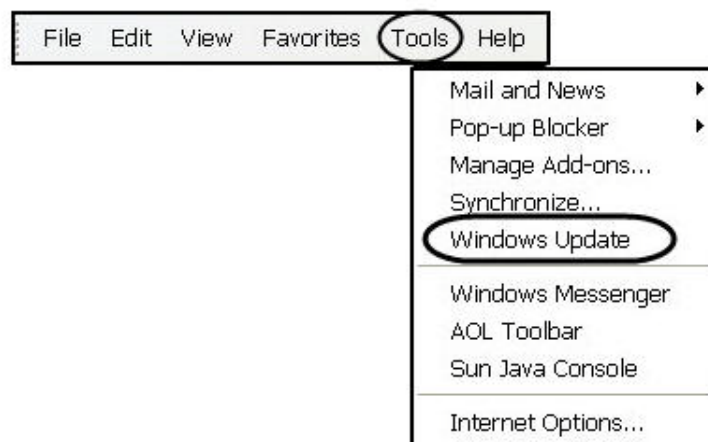 File Edit View Favorites Tools Help
Mail and News
Pop-up Blocker
Manage Add-ons...
Synchronize...
Windows Update
Windows Messenger
AOL Toolbar
Sun Java Console
Internet Options...